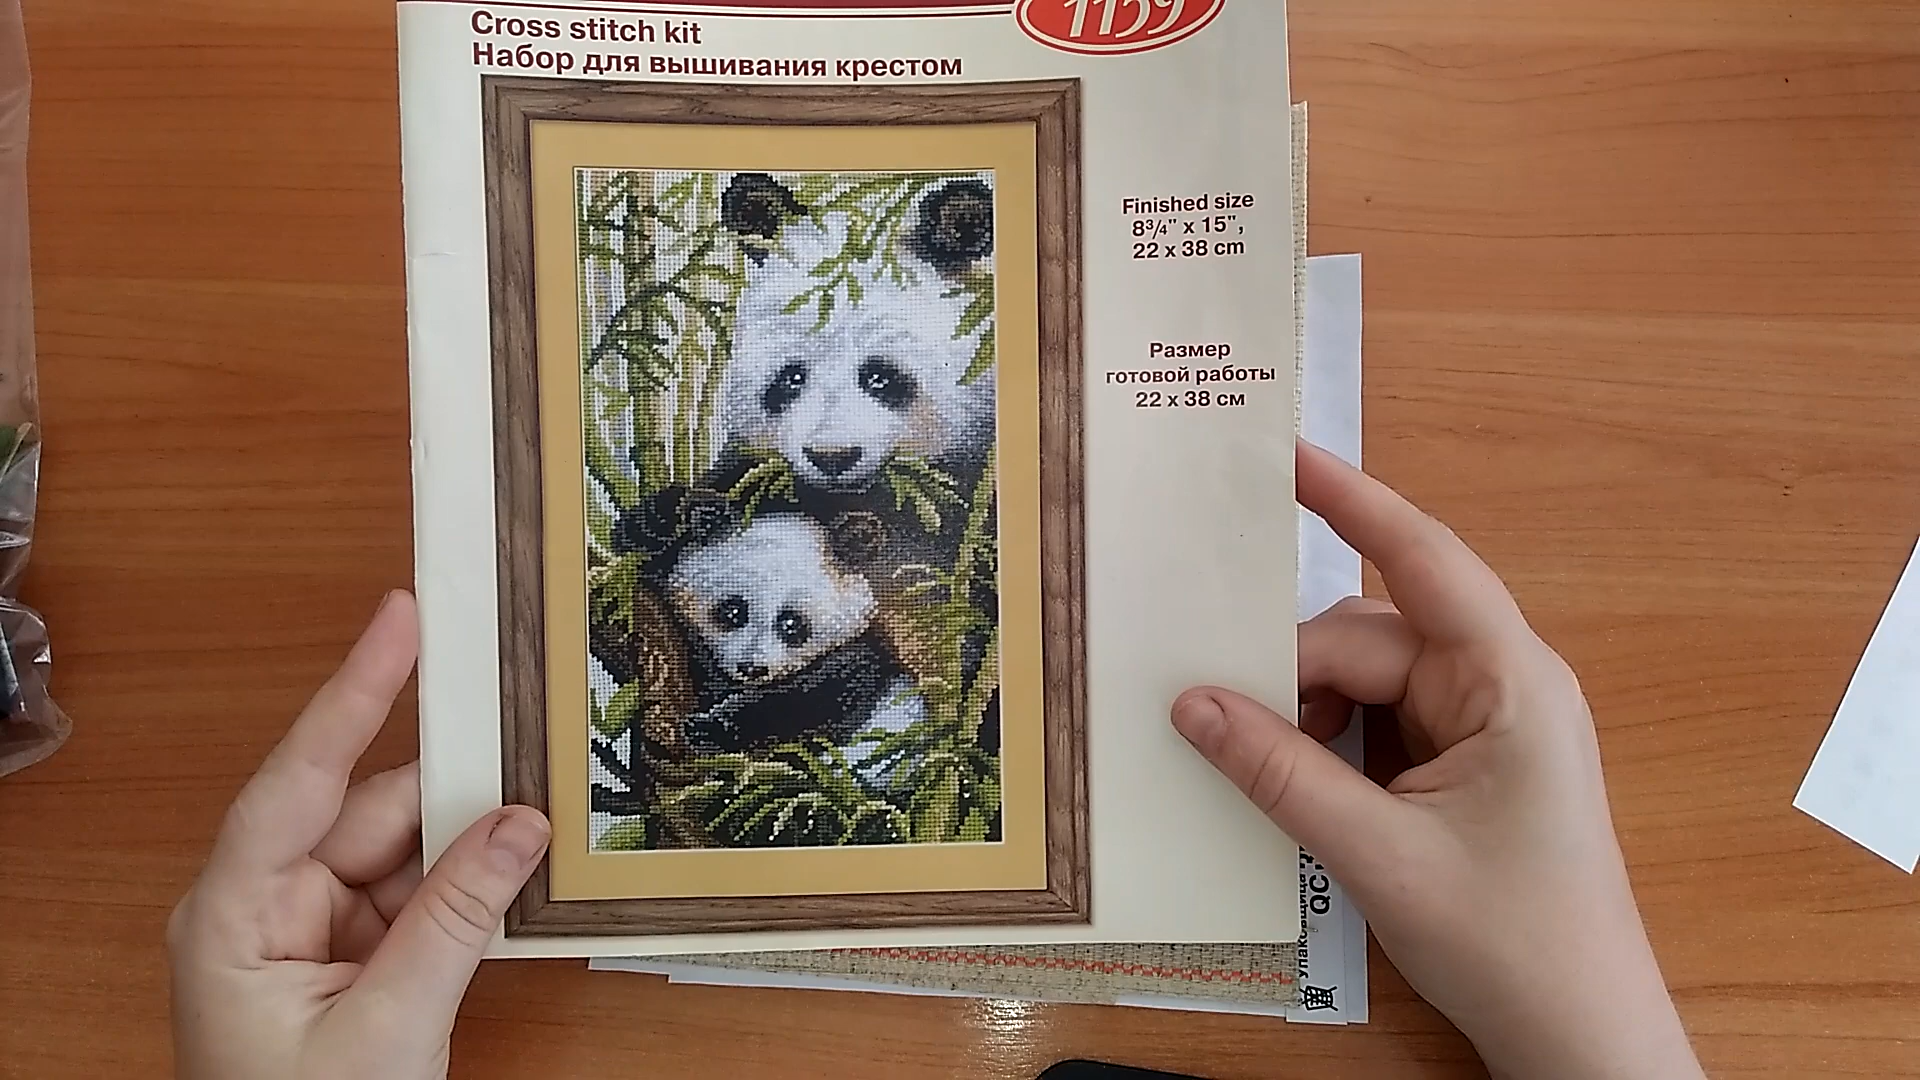 Cross stitch kit
Набор для вышивания крестом
1159
Finished size
8¾" x 15",
22 x 38 cm
Размер
готовой работы
22 x 38 см